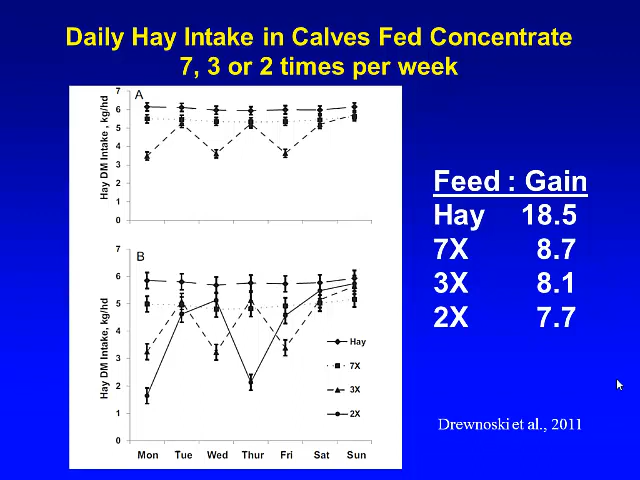 Daily Hay Intake in Calves Fed Concentrate
7, 3 or 2 times per week
A
Hay DM Intake , kg/hd
7
6
5
4
3
2
1
0
B
Hay DM Intake, kg/hd
7
6
5
4
3
2
1
0
Hay
7X
3X
2X
Mon Tue Wed Thur Fri Sat Sun
Feed : Gain
Hay 18.5
7X 8.7
3X 8.1
2X 7.7
Drewnoski et al., 2011